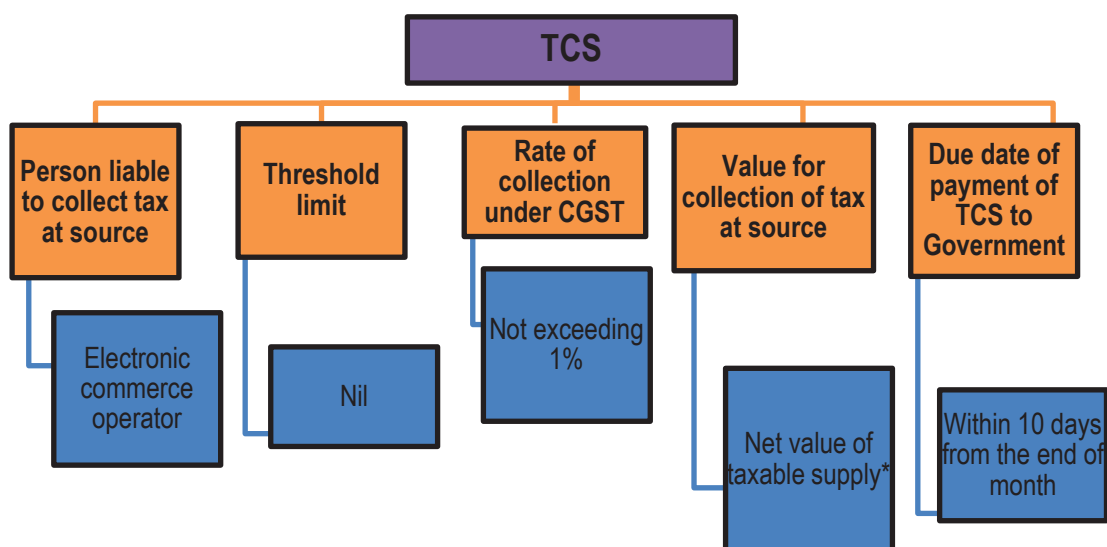 TCS
Person liable
to collect tax
at source
Electronic
commerce
operator
Threshold
limit
Nil
Rate of
collection
under CGST
Not exceeding
1%
Value for
collection of tax
at source
Net value of
taxable supply*
Due date of
payment of
TCS to
Government
Within 10 days
from the end of
month